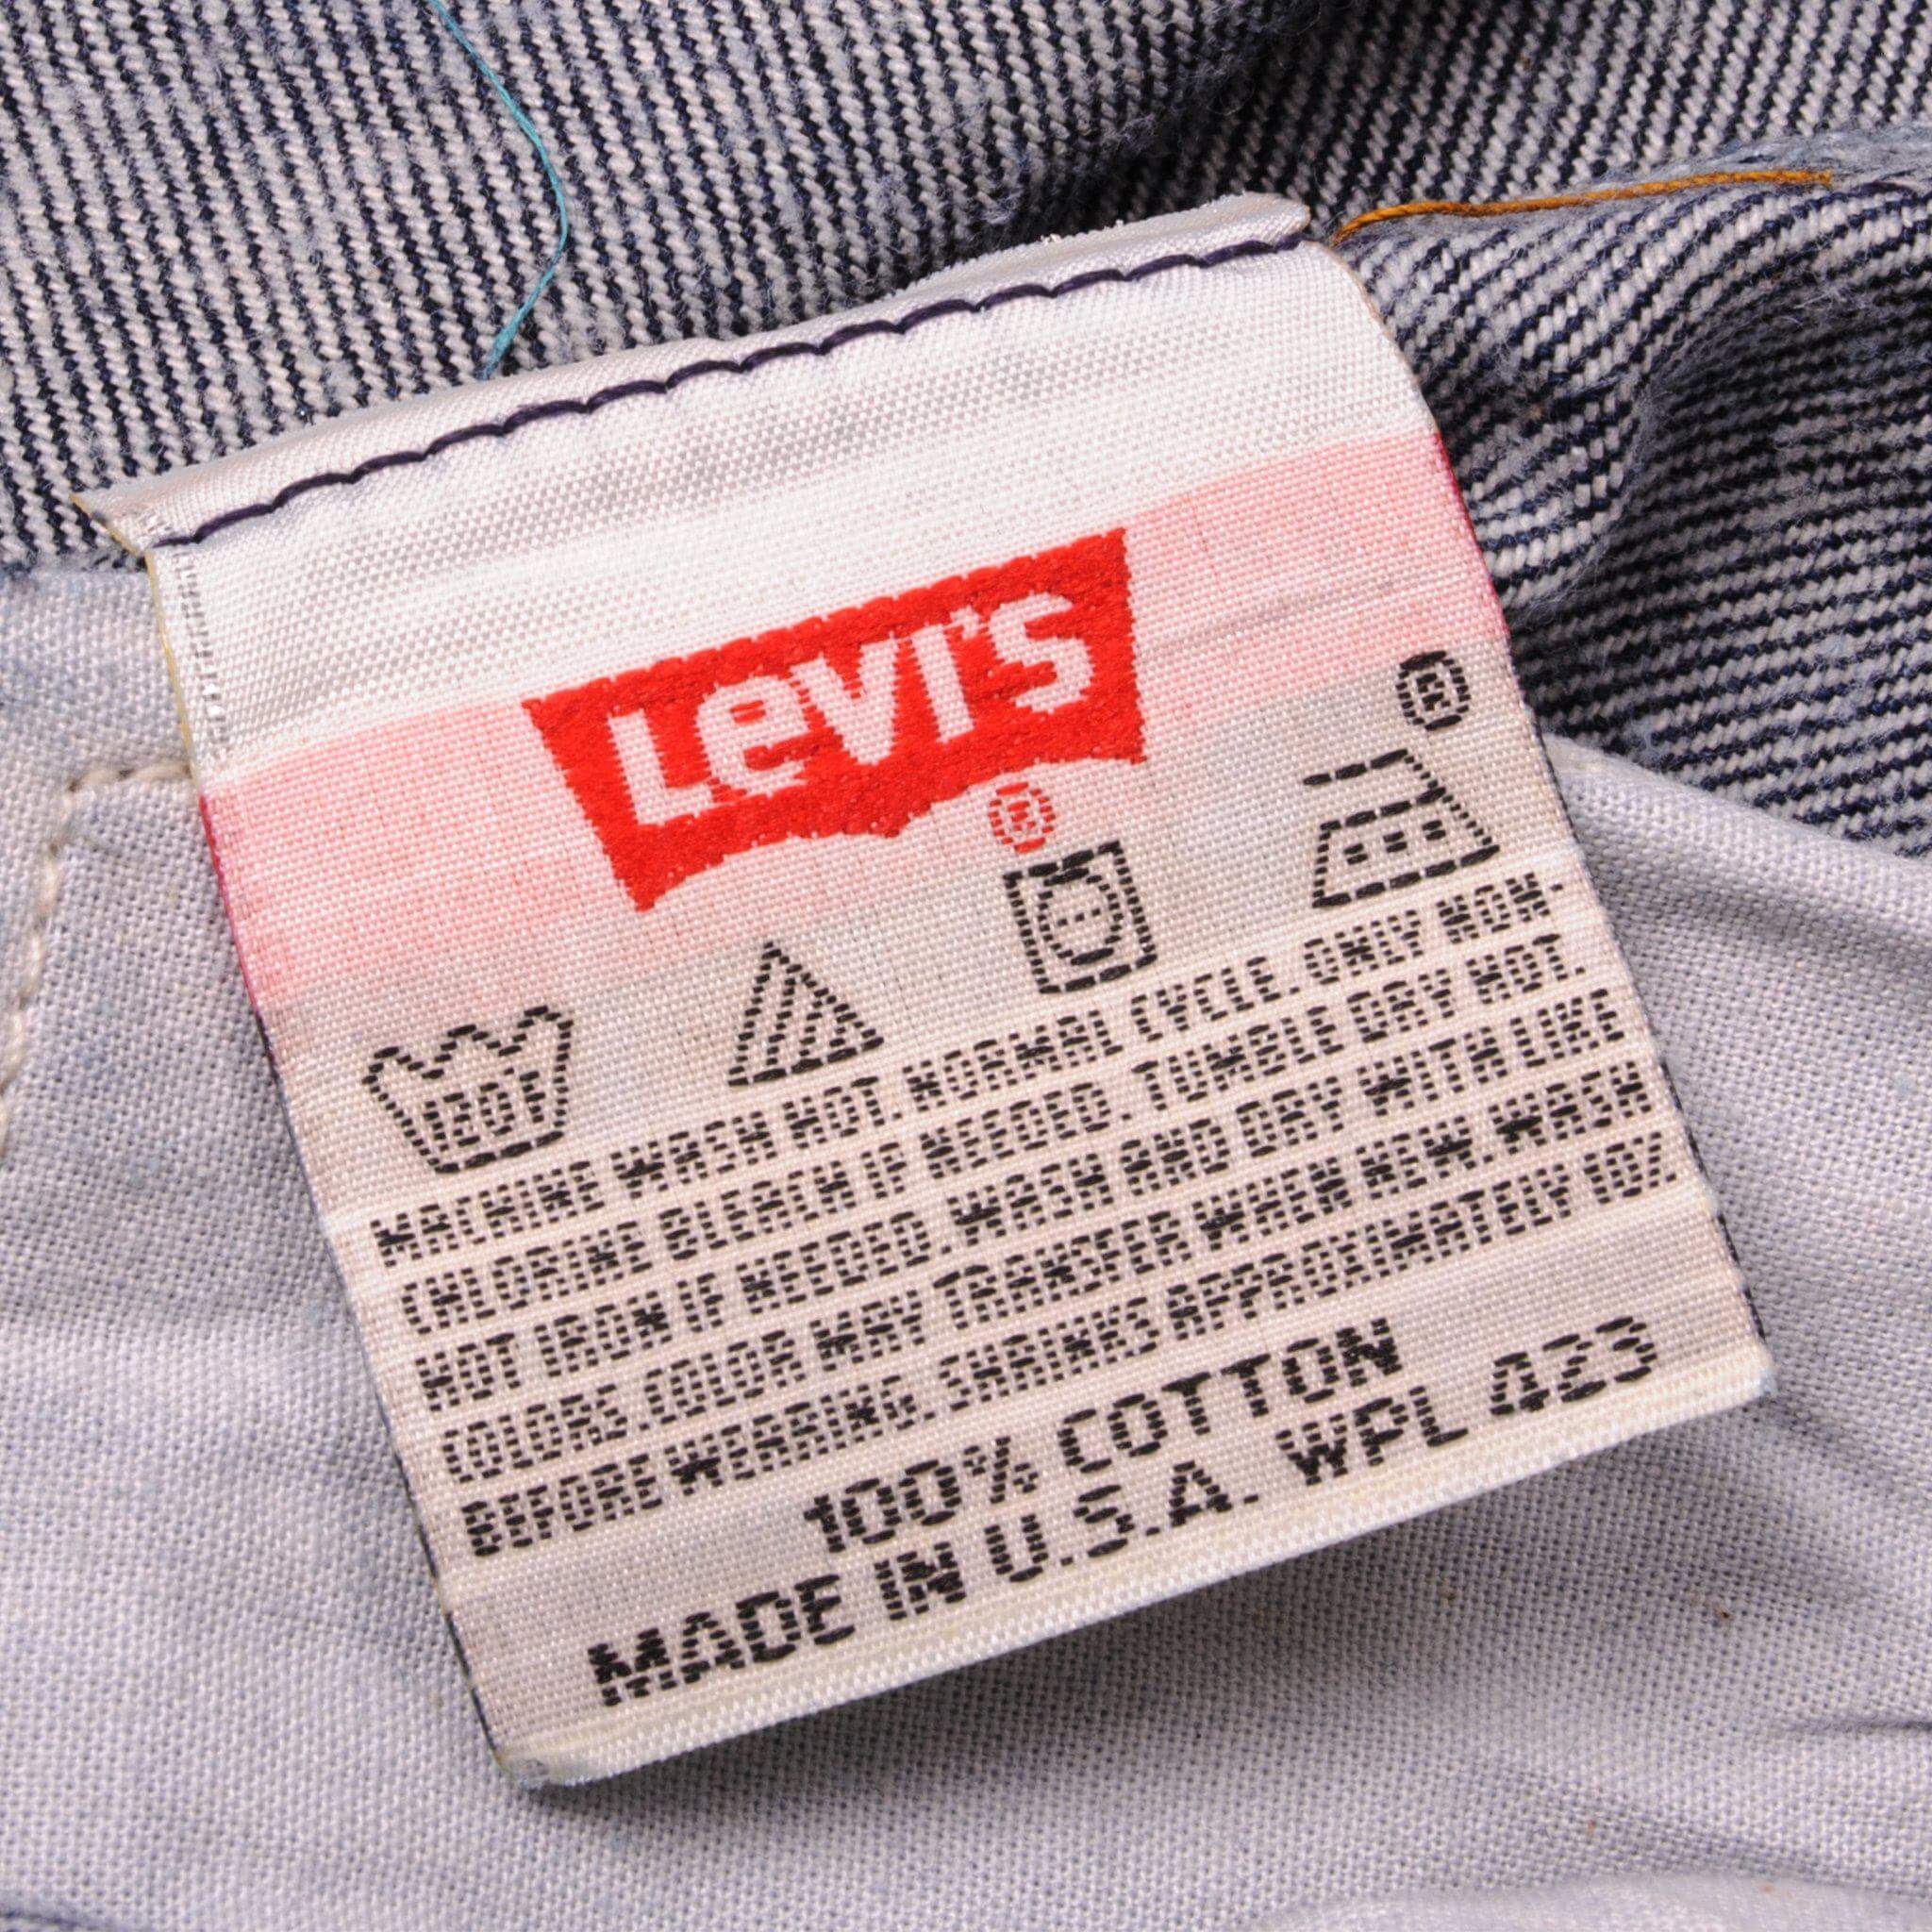 Levi's
®
®
120F
MACHINE WASH HOT. NORMAL CYCLE. ONLY NON-
CHLORINE BLEACH IF NEEDED. TUMBLE DRY HOT.
HOT IRON IF NEEDED. WASH AND DRY WITH LIKE
COLORS. COLOR MAY TRANSFER WHEN NEW. WASH
BEFORE WEARING. SHRINKS APPROXIMATELY 10%
100% COTTON
MADE IN U.S.A. WPL 423